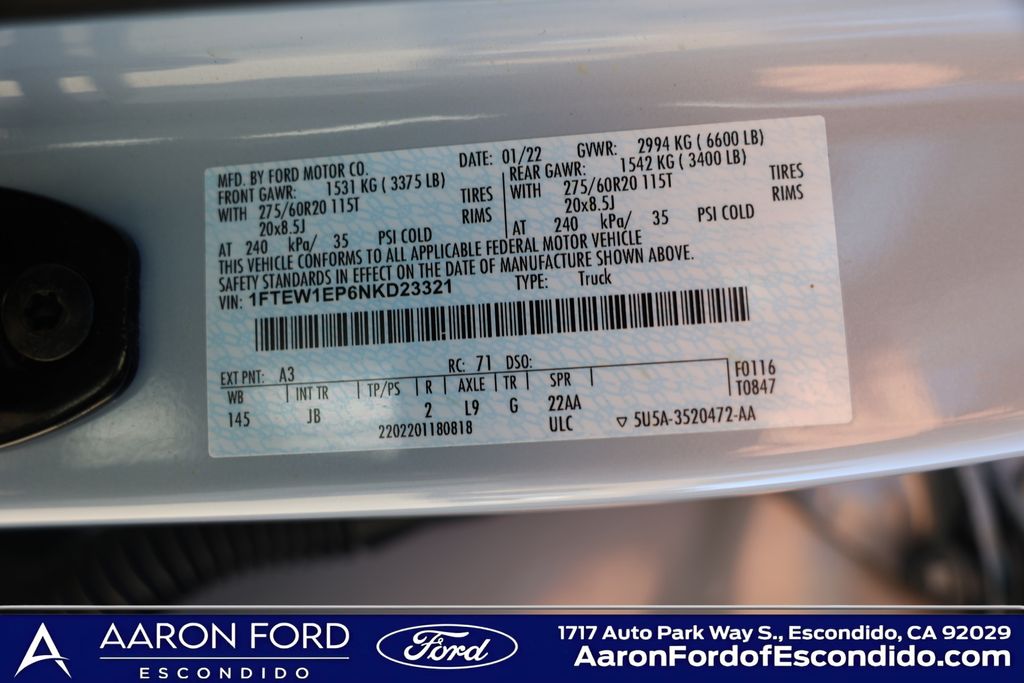 MFD. BY FORD MOTOR CO. DATE: 01/22 GVWR: 2994 KG ( 6600 LB)
FRONT GAWR: 1531 KG ( 3375 LB) REAR GAWR: 1542 KG ( 3400 LB)
WITH 275/60R20 115T TIRES WITH 275/60R20 115T TIRES
20x8.5J RIMS 20x8.5J RIMS
AT 240 kPa/ 35 PSI COLD AT 240 kPa/ 35 PSI COLD
THIS VEHICLE CONFORMS TO ALL APPLICABLE FEDERAL MOTOR VEHICLE
SAFETY STANDARDS IN EFFECT ON THE DATE OF MANUFACTURE SHOWN ABOVE.
VIN: 1FTEW1EP6NKD23321 TYPE: Truck
EXT PNT: A3 RC: 71 DSO: F0116
WB INT TR TP/PS R AXLE TR SPR T0847
145 JB 2 L9 G 22AA
2202201180818 ULC ▽ 5U5A-3520472-AA
AARON FORD
ESCONDIDO
Ford
1717 Auto Park Way S., Escondido, CA 92029
AaronFordofEscondido.com